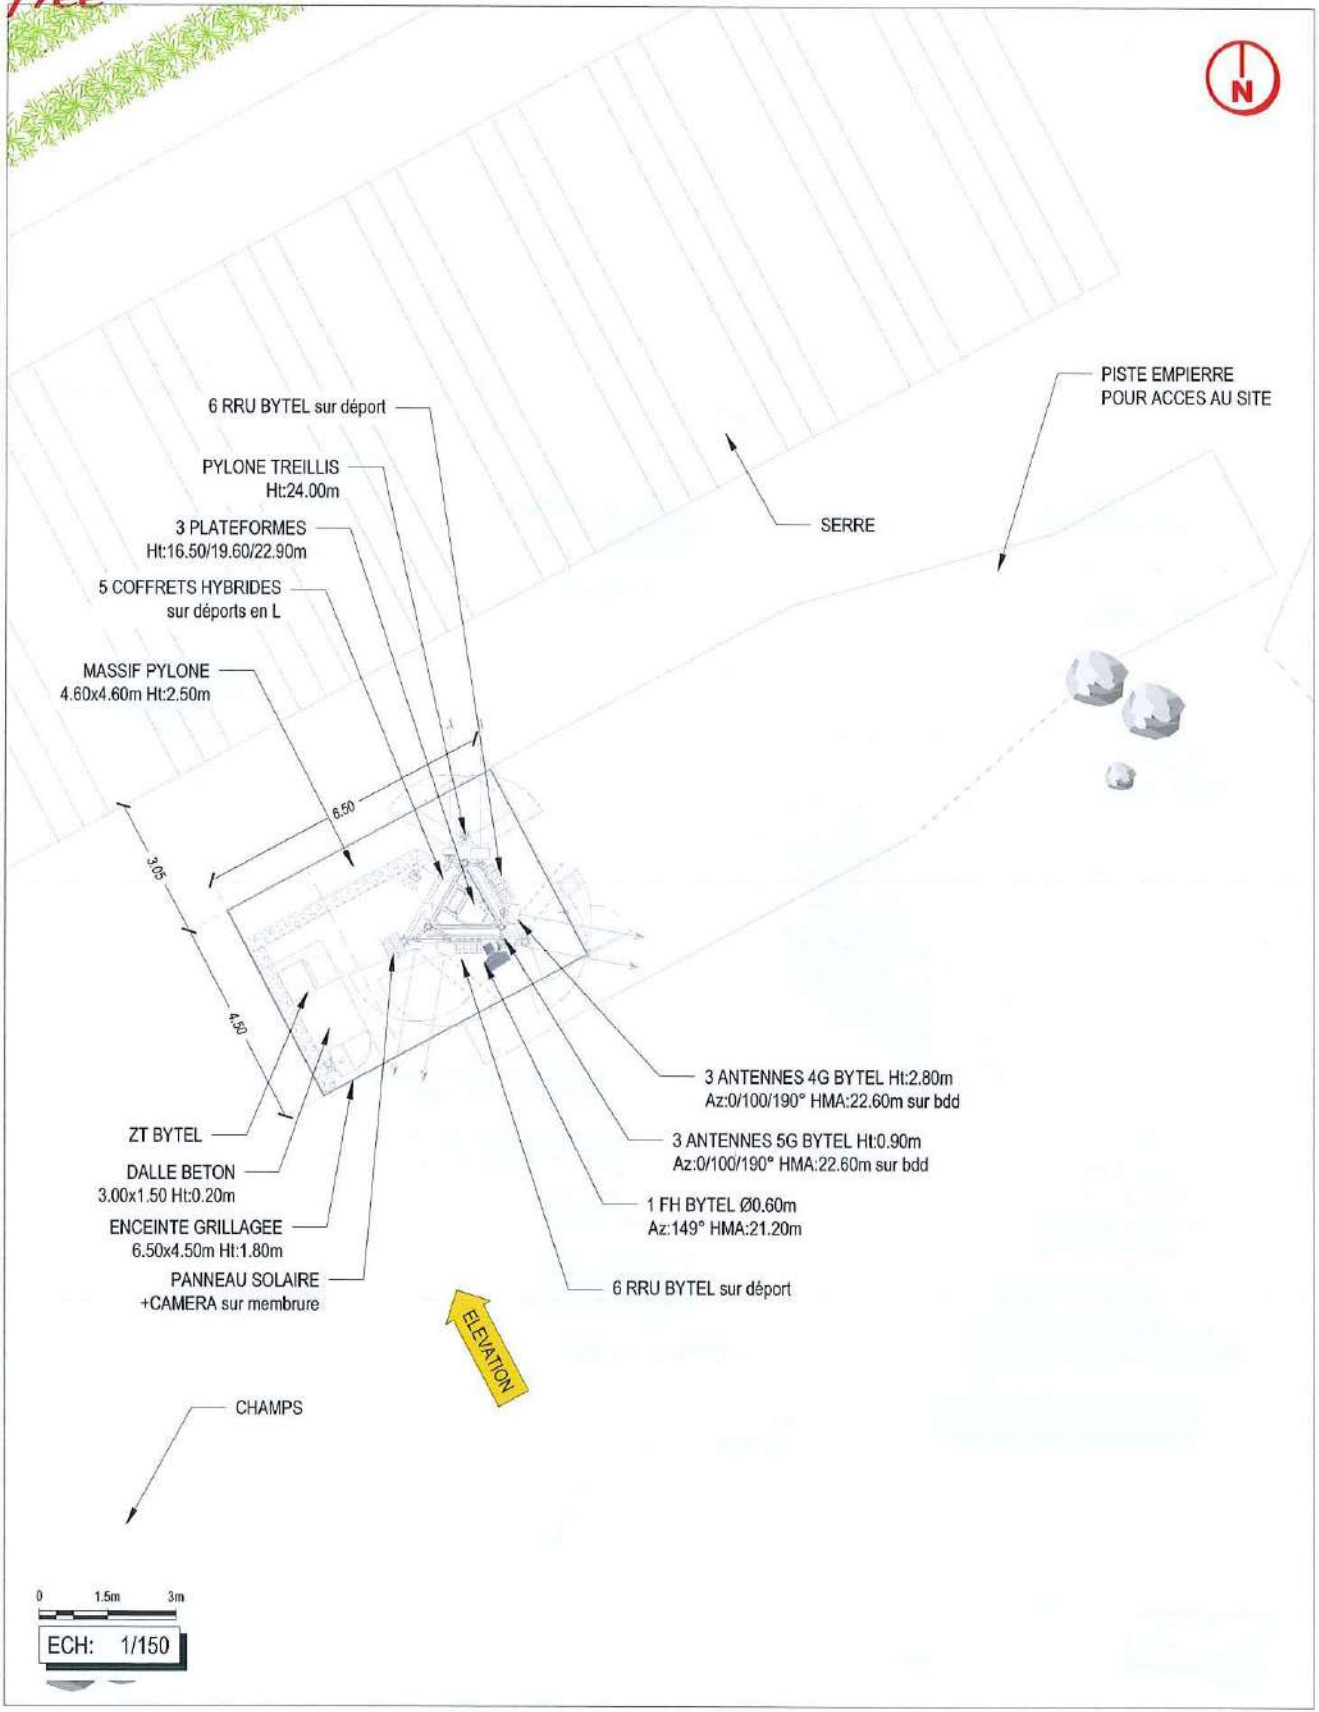 free
N
PISTE EMPIERRE
POUR ACCES AU SITE
6 RRU BYTEL sur déport
PYLONE TREILLIS
Ht:24.00m
SERRE
3 PLATEFORMES
Ht:16.50/19.60/22.90m
5 COFFRETS HYBRIDES
sur déports en L
MASSIF PYLONE
4.60x4.60m Ht:2.50m
6.50
3.05
4.50
3 ANTENNES 4G BYTEL Ht:2.80m
Az:0/100/190° HMA:22.60m sur bdd
ZT BYTEL
3 ANTENNES 5G BYTEL Ht:0.90m
Az:0/100/190° HMA:22.60m sur bdd
DALLE BETON
3.00x1.50 Ht:0.20m
1 FH BYTEL Ø0.60m
Az:149° HMA:21.20m
ENCEINTE GRILLAGEE
6.50x4.50m Ht:1.80m
PANNEAU SOLAIRE
+CAMERA sur membrure
6 RRU BYTEL sur déport
ELEVATION
CHAMPS
0 1.5m 3m
ECH: 1/150